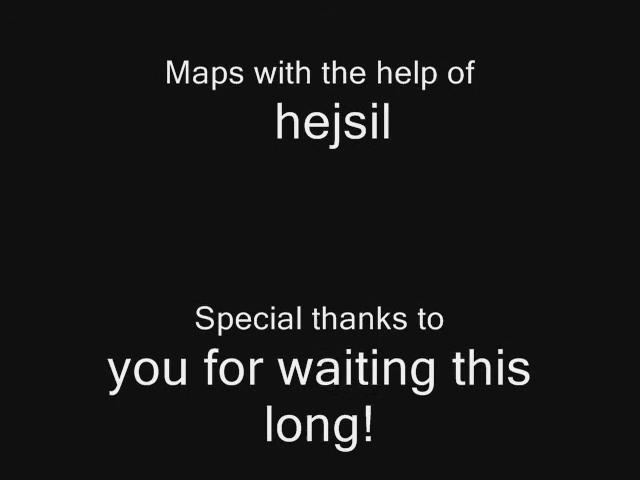 Maps with the help of
hejsil
Special thanks to
you for waiting this
long!